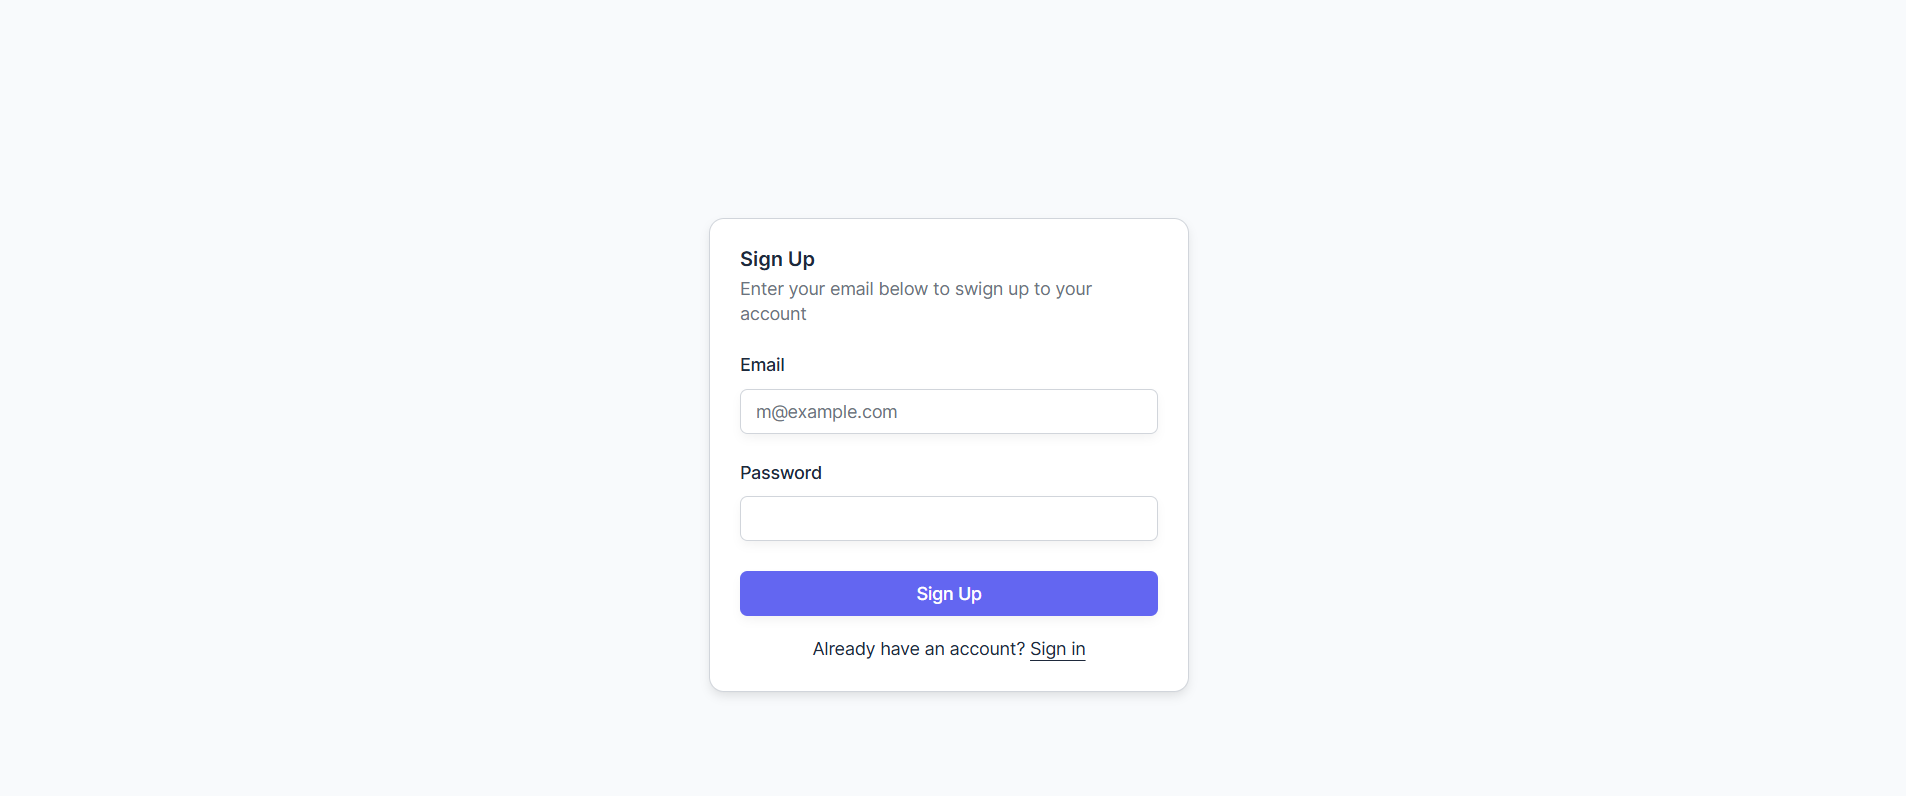 Sign Up
Enter your email below to swign up to your
account
Email
m@example.com
Password
Sign Up
Already have an account? Sign in